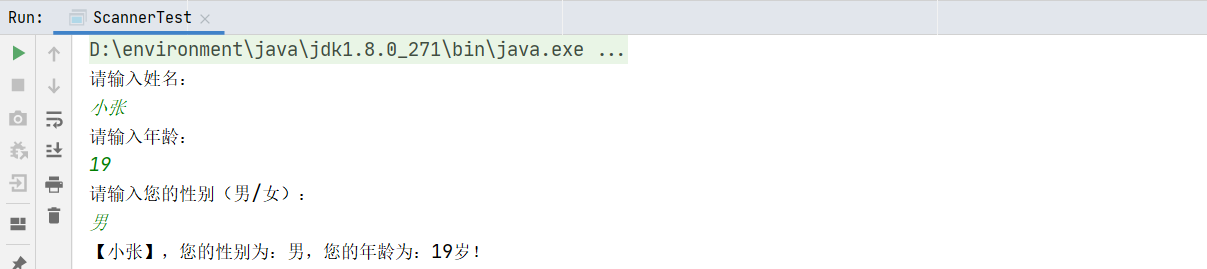 Run: ScannerTest
D:\environment\java\jdk1.8.0_271\bin\java.exe ...
请输入姓名：
小张
请输入年龄：
19
请输入您的性别（男/女）：
男
【小张】，您的性别为：男，您的年龄为：19岁！